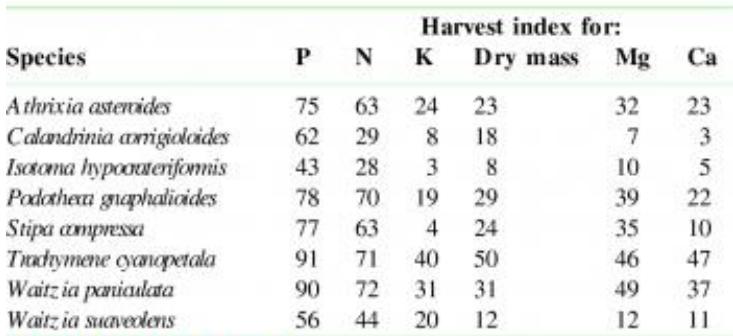 Harvest index for:
Species P N K Dry mass Mg Ca
Athrixia asteroides 75 63 24 23 32 23
Calandrinia corrigioloides 62 29 8 18 7 3
Isotoma hypocrateriformis 43 28 3 8 10 5
Podotheca gnaphalioides 78 70 19 29 39 22
Stipa compressa 77 63 4 24 35 10
Trachymene cyanopetala 91 71 40 50 46 47
Waitzia paniculata 90 72 31 31 49 37
Waitzia suaveolens 56 44 20 12 12 11